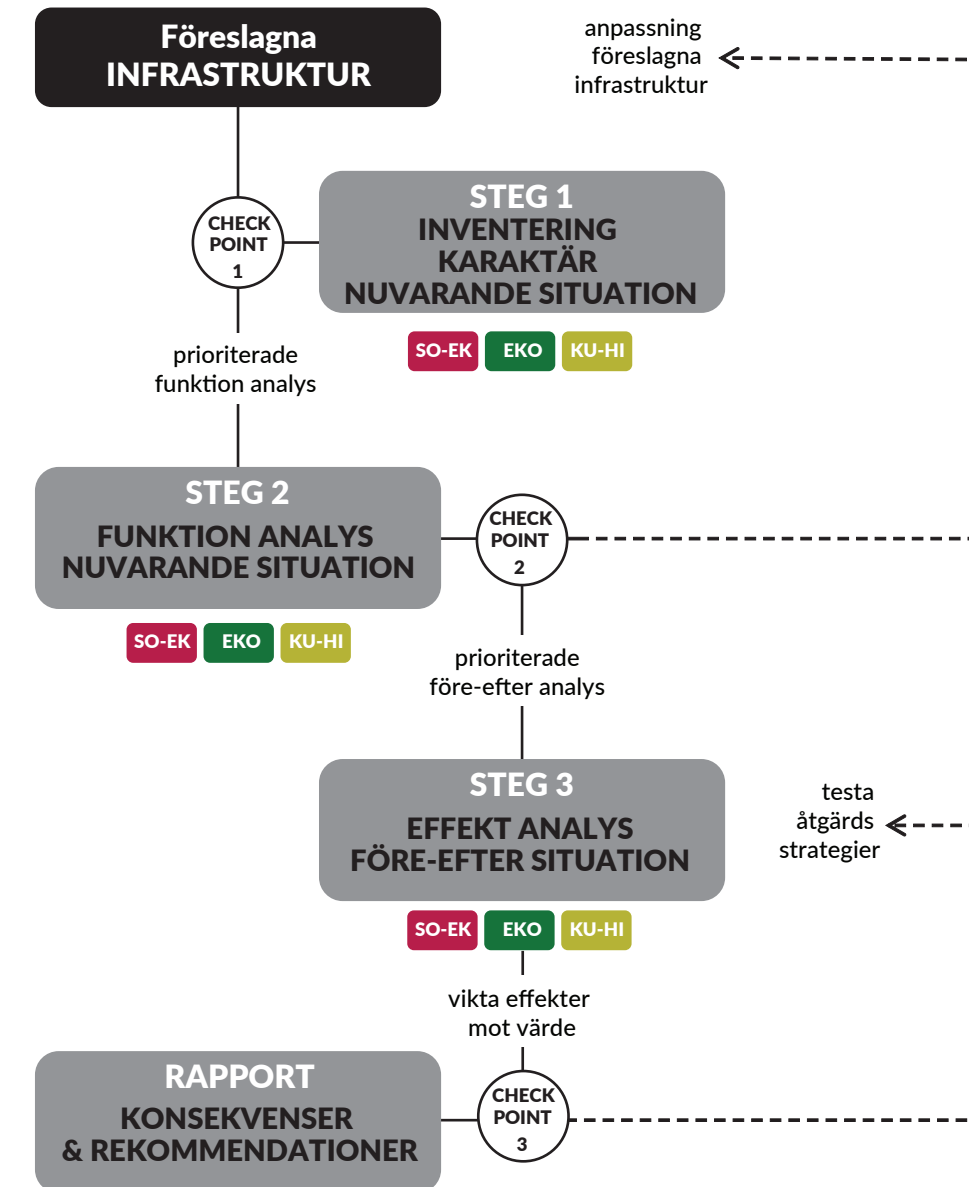 Föreslagna
INFRASTRUKTUR
anpassning
föreslagna
infrastruktur
CHECK
POINT
1
STEG 1
INVENTERING
KARAKTÄR
NUVARANDE SITUATION
SO-EK EKO KU-HI
prioriterade
funktion analys
STEG 2
FUNKTION ANALYS
NUVARANDE SITUATION
SO-EK EKO KU-HI
CHECK
POINT
2
prioriterade
före-efter analys
STEG 3
EFFEKT ANALYS
FÖRE-EFTER SITUATION
SO-EK EKO KU-HI
testa
åtgärds
strategier
vikta effekter
mot värde
RAPPORT
KONSEKVENSER
& REKOMMENDATIONER
CHECK
POINT
3